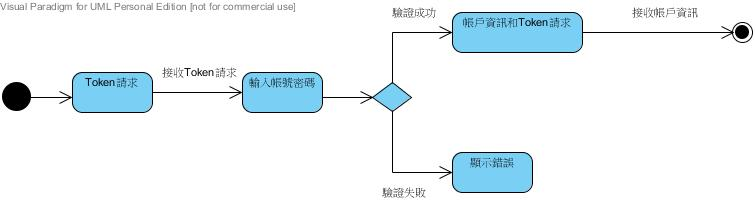 Visual Paradigm for UML Personal Edition [not for commercial use]
驗證成功
帳戶資訊和Token請求
接收帳戶資訊
Token請求
接收Token請求
輸入帳號密碼
顯示錯誤
驗證失敗